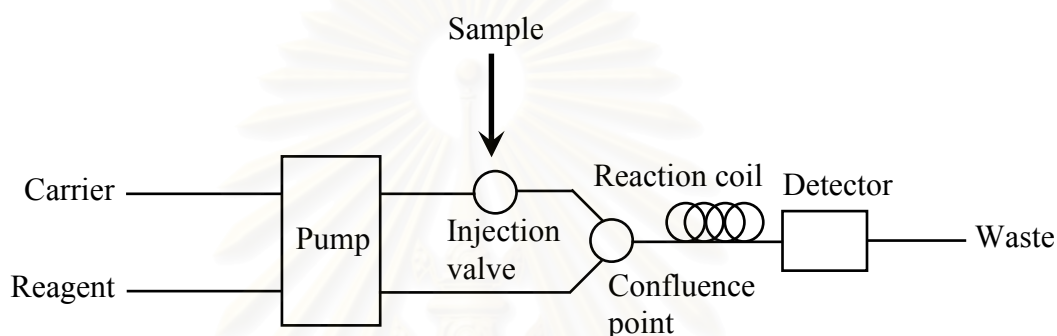 Sample
Carrier
Pump
Injection
valve
Reaction coil
Detector
Waste
Reagent
Confluence
point